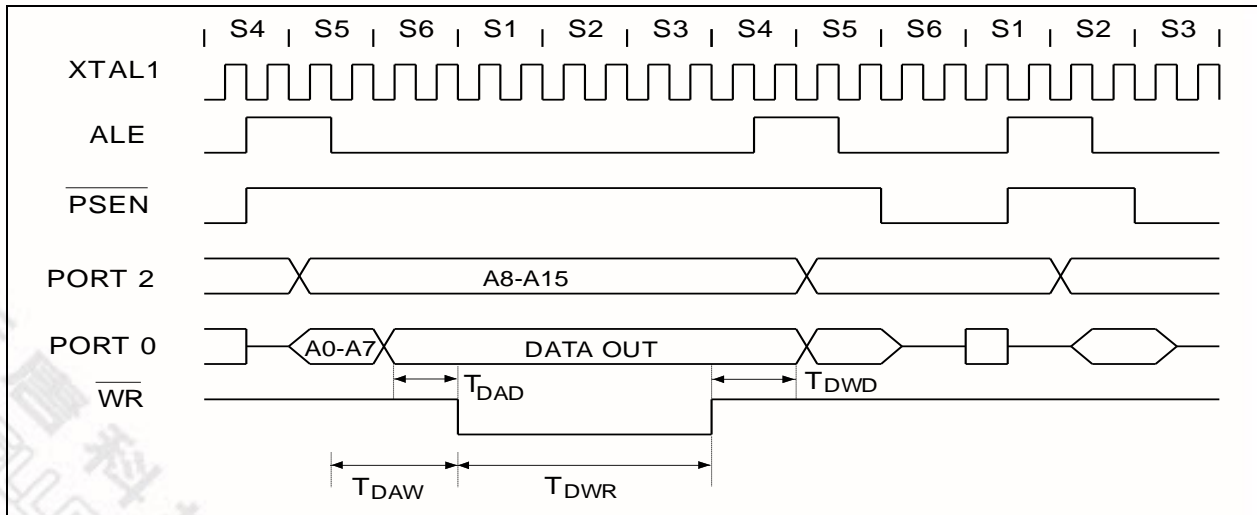 S4 S5 S6 S1 S2 S3 S4 S5 S6 S1 S2 S3
XTAL1
ALE
PSEN
PORT 2 A8-A15
PORT 0 A0-A7 DATA OUT
TDAD TDWD
WR
TDAW TDWR